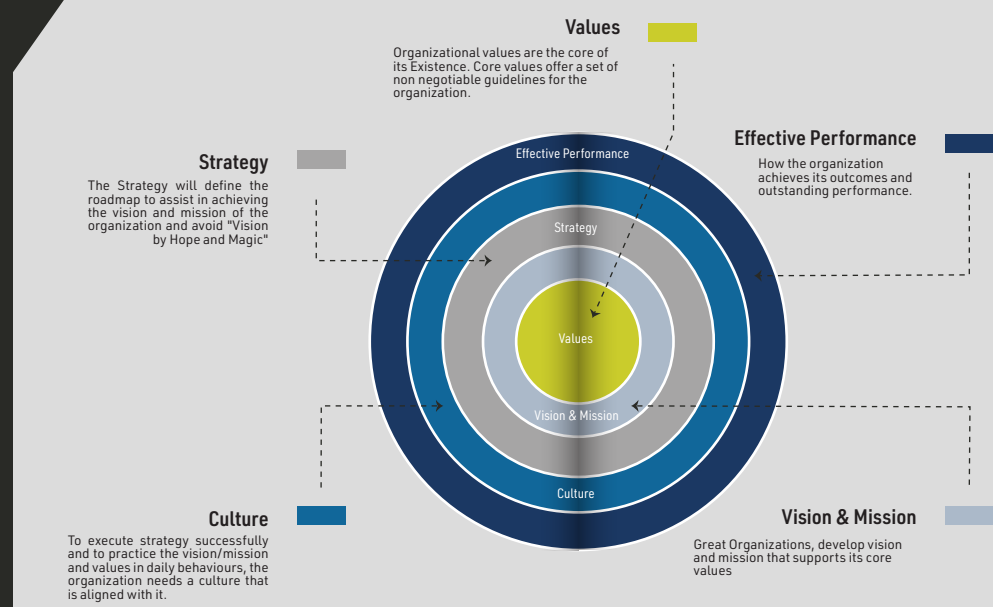 Values
Organizational values are the core of
its Existence. Core values offer a set of
non negotiable guidelines for the
organization.
Effective Performance
How the organization
achieves its outcomes and
outstanding performance.
Strategy
The Strategy will define the
roadmap to assist in achieving
the vision and mission of the
organization and avoid "Vision
by Hope and Magic"
Effective Performance
Strategy
Values
Vision & Mission
Culture
Culture
To execute strategy successfully
and to practice the vision/mission
and values in daily behaviours, the
organization needs a culture that
is aligned with it.
Vision & Mission
Great Organizations, develop vision
and mission that supports its core
values